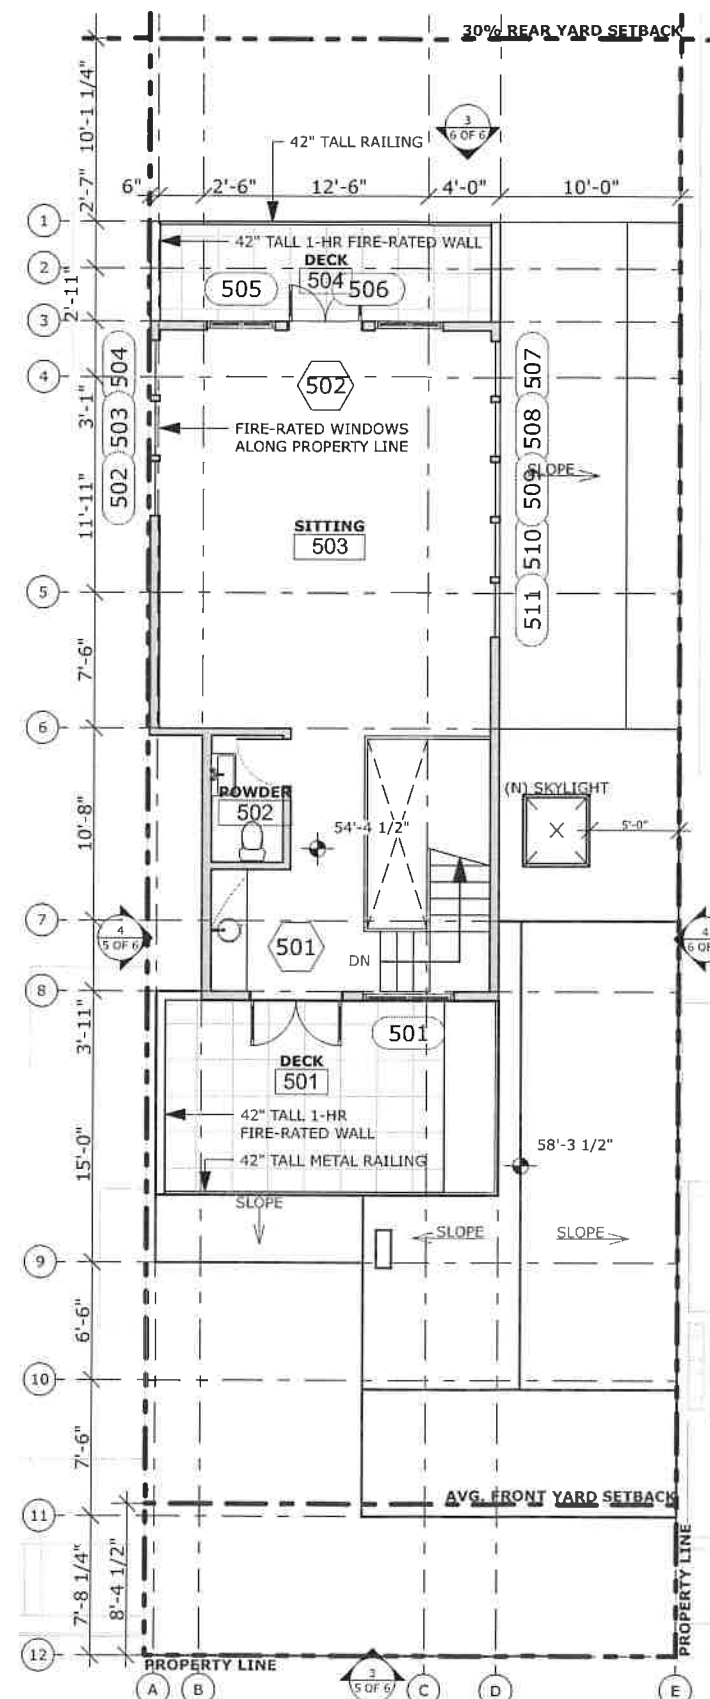 30% REAR YARD SETBACK
10'-1 1/4"
3
6 OF 6
42" TALL RAILING
6"
2'-6"
12'-6"
4'-0"
10'-0"
2'-7"
1
42" TALL 1-HR FIRE-RATED WALL
DECK
504
2
505
506
2'-11"
3
504
507
4
502
3'-1"
503
FIRE-RATED WINDOWS
ALONG PROPERTY LINE
508
502
509
SLOPE
11'-11"
SITTING
503
510
5
511
7'-6"
6
(N) SKYLIGHT
POWDER
502
54'-4 1/2"
5'-0"
10'-8"
7
4
5 OF 6
501
4
6 OF 6
DN
8
3'-11"
501
DECK
501
42" TALL 1-HR
FIRE-RATED WALL
58'-3 1/2"
15'-0"
42" TALL METAL RAILING
SLOPE
SLOPE
SLOPE
9
6'-6"
10
7'-6"
AVG. FRONT YARD SETBACK
11
7'-8 1/4"
8'-4 1/2"
PROPERTY LINE
12
PROPERTY LINE
3
5 OF 6
A
B
C
D
E